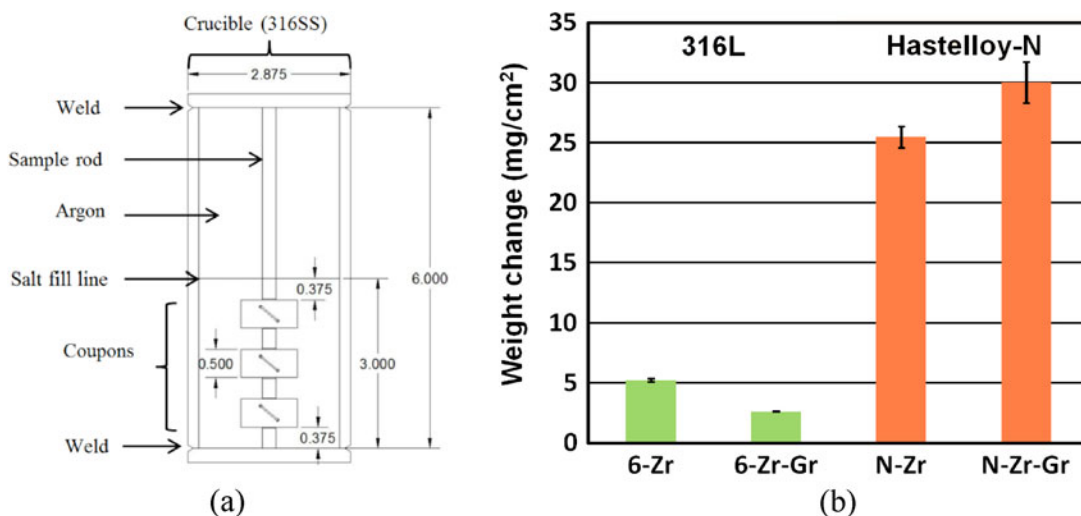 Crucible (316SS)
2.875
Weld
Sample rod
Argon
Salt fill line
6.000
0.375
Coupons
0.500
3.000
0.375
Weld
(a)
35
30
25
20
15
10
5
0
Weight change (mg/cm²)
316L
Hastelloy-N
6-Zr
6-Zr-Gr
N-Zr
N-Zr-Gr
(b)